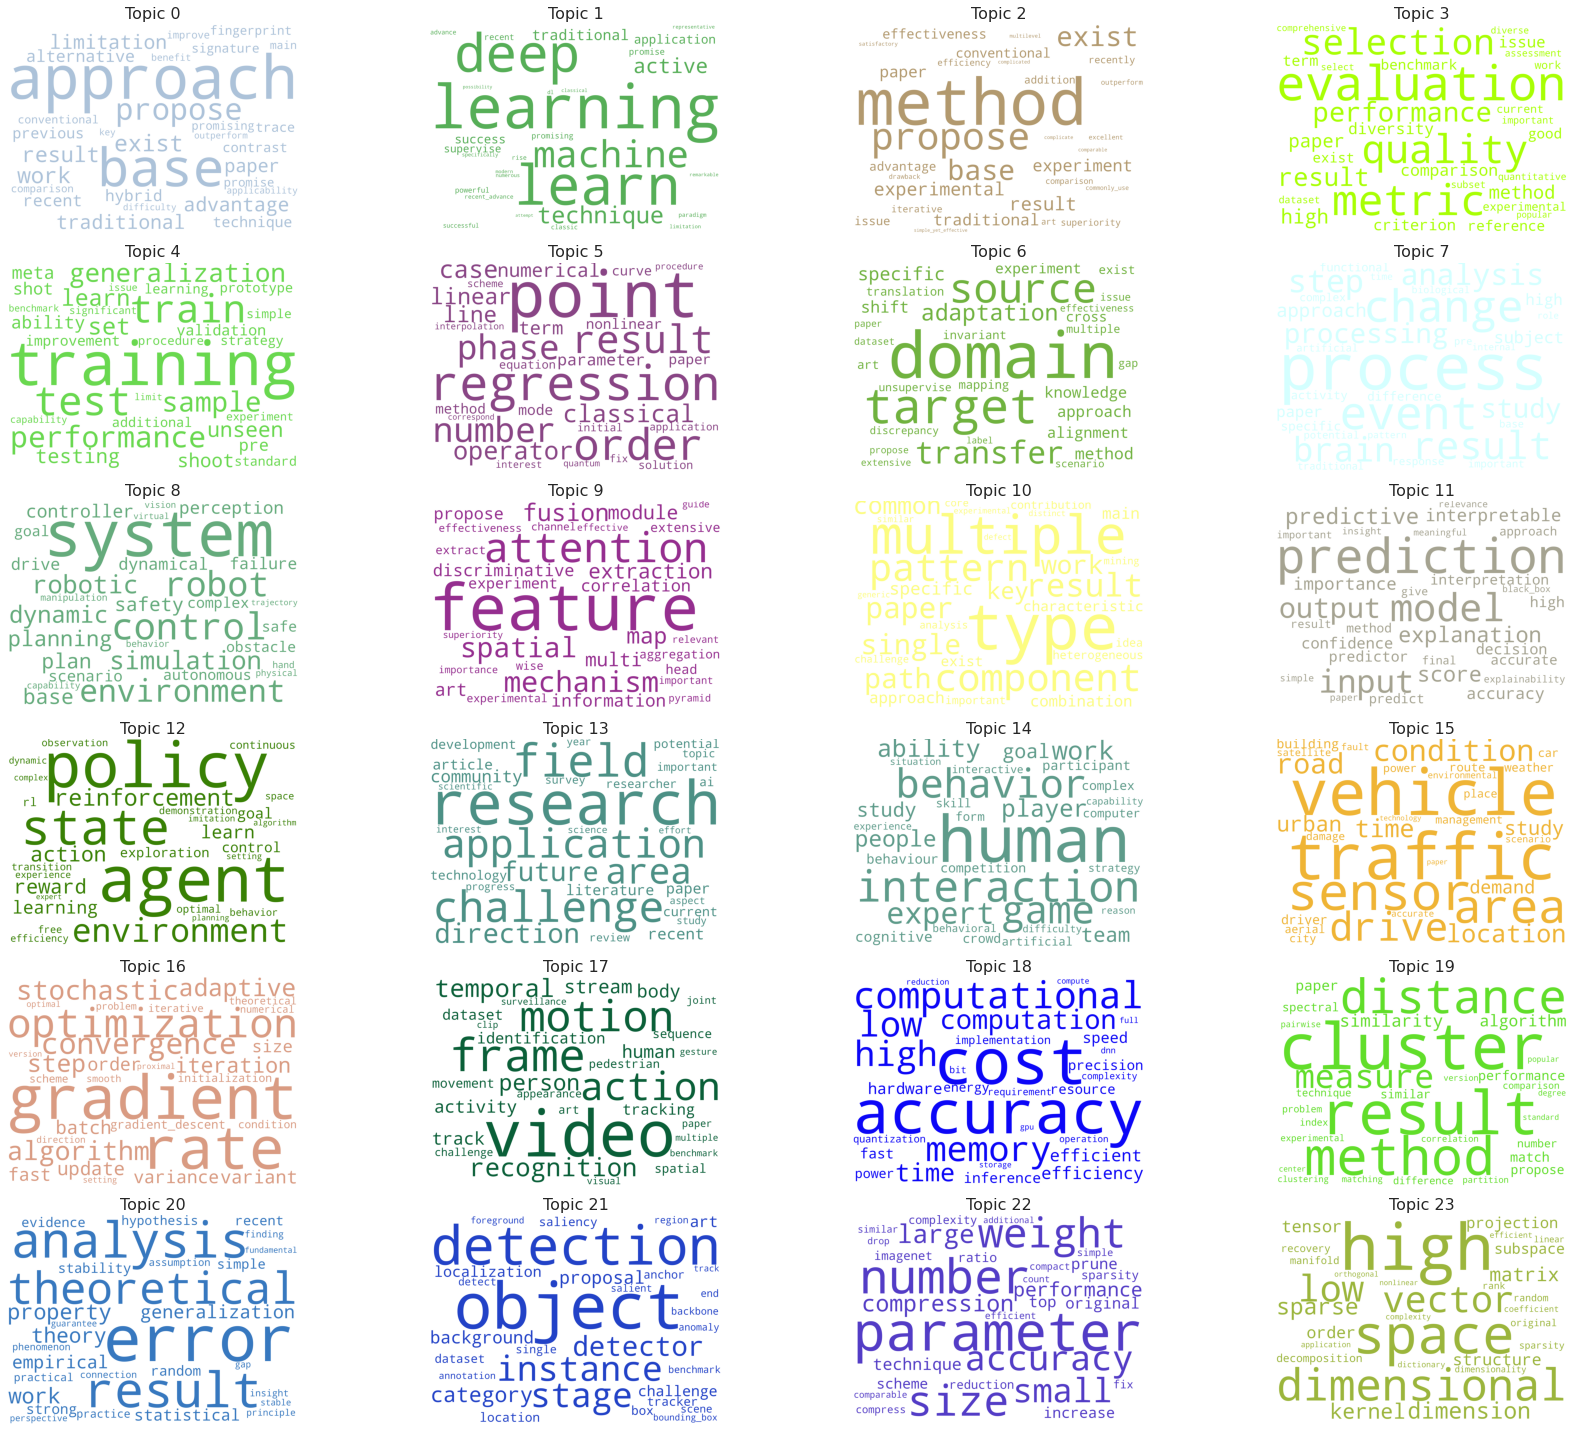 Topic 0
improve fingerprint
limitation signature main
alternative benefit
approach
propose
conventional promising trace
previous key outperform
exist contrast
result base paper
work promise
comparison hybrid applicability
recent difficulty advantage
traditional technique
Topic 1
advance recent traditional representative
deep application
promise
active
possibility
dl classical
learning
success promising
supervise
specifically rise machine
modern
numerous learn remarkable
powerful
recent_advance
attempt technique paradigm
successful classic limitation
Topic 2
effectiveness multilevel exist
satisfactory conventional
efficiency complicated recently
paper addition outperform
method
propose complicate excellent
comparable
advantage base experiment
drawback comparison
experimental commonly_use
iterative result
issue traditional art superiority
simple_yet_effective
Topic 3
comprehensive diverse
selection issue
assessment
term select benchmark work
evaluation
performance current
diversity important
paper good
exist quality
comparison
result subset quantitative
dataset metric method
experimental
high popular
criterion reference
Topic 4
meta generalization
shot issue learning prototype
learn train
benchmark significant simple
ability set validation
improvement procedure strategy
training
test limit sample
capability additional experiment
performance unseen
testing pre
shoot standard
Topic 5
case numerical curve procedure
scheme
linear point
line
interpolation term nonlinear
phase result
equation parameter paper
regression
method mode classical
correspond
number initial application
operator order
interest quantum fix solution
Topic 6
specific experiment exist
translation source issue
shift adaptation effectiveness
cross
paper invariant multiple
dataset
art domain gap
unsupervise mapping
target knowledge
approach
discrepancy alignment
label
propose transfer method
extensive scenario
Topic 7
functional
step analysis
complex change high
approach
processing subject
process
activity difference
paper event study
specific
brain result
traditional response important
Topic 8
controller vision perception
virtual
goal system
drive dynamical failure
robotic robot
manipulation trajectory
dynamic safety complex
control safe
planning behavior obstacle
plan simulation hand
scenario autonomous physical
capability
base environment
Topic 9
propose fusion module guide
effectiveness channel effective extensive
extract attention
discriminative extraction
experiment correlation
feature
superiority map relevant
spatial multi aggregation
importance wise head
mechanism important
art
experimental information pyramid
Topic 10
common core contribution
similar experimental existing main
multiple
defect
pattern work mining
specific key result
genetic paper characteristic
analysis
single type idea
challenge exist heterogeneous
path component
approach important combination
Topic 11
relevance
predictive interpretable
important insight meaningful approach
prediction
importance interpretation
give black_box
output model high
result method
confidence explanation
predictor decision
final accurate
simple input score explainability
paper predict accuracy
Topic 12
observation continuous
dynamic policy
complex
rl reinforcement space
demonstration goal
state imitation algorithm
learn
action exploration control
transition setting
experience agent
reward expert
learning optimal behavior
planning
free environment
efficiency
Topic 13
development year potential
article field topic
community important
scientific survey researcher ai
research
interest science effort
application
technology future area
progress literature paper
challenge aspect
current
study
direction review recent
Topic 14
ability goal work
situation interactive participant
behavior complex
study skill player capability
form computer
people human
experience
behaviour competition strategy
interaction
expert game reason
behavioral difficulty
cognitive crowd artificial team
Topic 15
building fault condition car
satellite
road power route weather
environmental
vehicle
place
urban time management
technology study
damage scenario
traffic
paper
sensor demand
driver accurate area
aerial drive location
city
Topic 16
stochastic adaptive
optimal problem iterative theoretical
numerical
optimization
convergence size
version
step order proximal iteration
scheme smooth initialization
gradient
batch gradient_descent condition
direction
algorithm rate
fast update
setting variance variant
Topic 17
temporal stream body
surveillance joint
dataset motion
clip
identification sequence
frame human gesture
pedestrian
movement person action
appearance
activity art tracking
track video paper
multiple
challenge benchmark
recognition spatial
visual
Topic 18
reduction compute
computational
low computation full
implementation speed
high cost dnn
bit precision
complexity
hardware energy resource
requirement
accuracy
gpu
quantization memory operation
fast efficient
storage
power time inference efficiency
Topic 19
paper distance
spectral
pairwise similarity algorithm
cluster popular
measure version performance
comparison
technique similar degree
problem result
index standard
experimental correlation number
method match
center propose
clustering matching difference partition
Topic 20
evidence hypothesis recent
analysis finding
fundamental
stability assumption simple
theoretical
property generalization
guarantee
theory error
phenomenon
empirical gap
practical connection random
work result insight
stable
strong principle
perspective practice statistical
Topic 21
foreground saliency region art
detection
localization proposal anchor track
detect salient end
object backbone
background anomaly
single detector
dataset instance benchmark
annotation
category stage challenge
tracker
box scene
location bounding_box
Topic 22
similar complexity additional
drop large weight
imagenet ratio simple
compact prune
number count sparsity
performance
compression top original
efficient
parameter
technique accuracy
scheme reduction small fix
comparable size
compress increase
Topic 23
tensor projection
efficient linear
recovery high subspace
manifold
orthogonal nonlinear matrix
low rank
sparse vector random
coefficient
complexity
order space original
application sparsity
decomposition structure
dictionary dimensionality
dimensional
kernel dimension